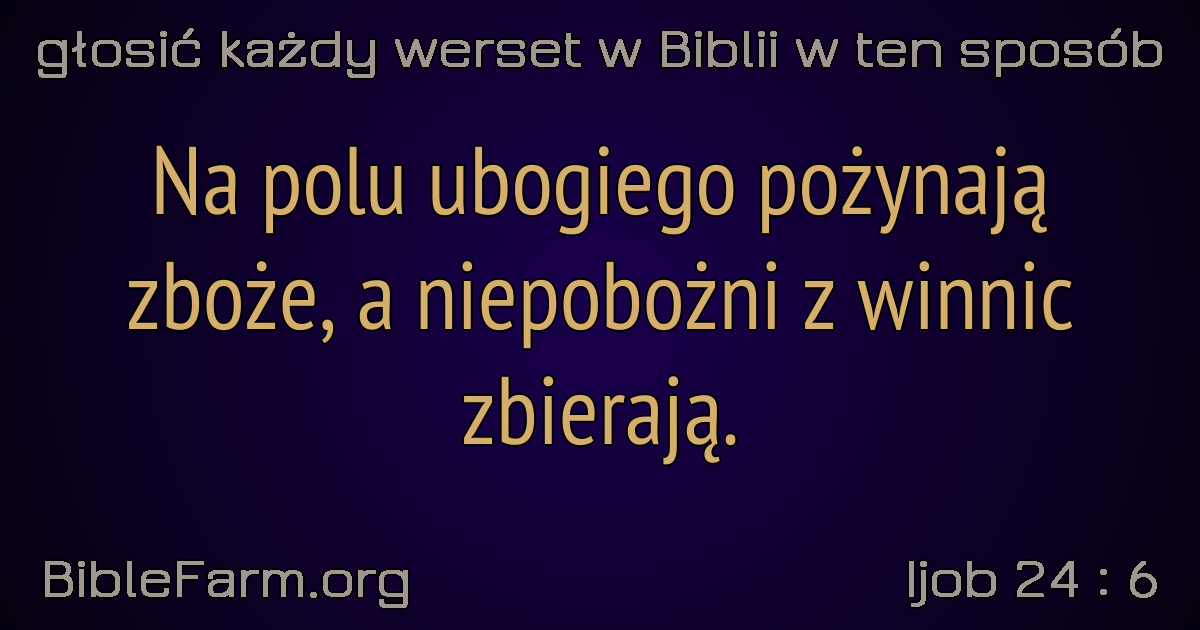 głosić każdy werset w Biblii w ten sposób
Na polu ubogiego pożynają
zboże, a niepobożni z winnic
zbierają.
BibleFarm.org
Ijob 24 : 6